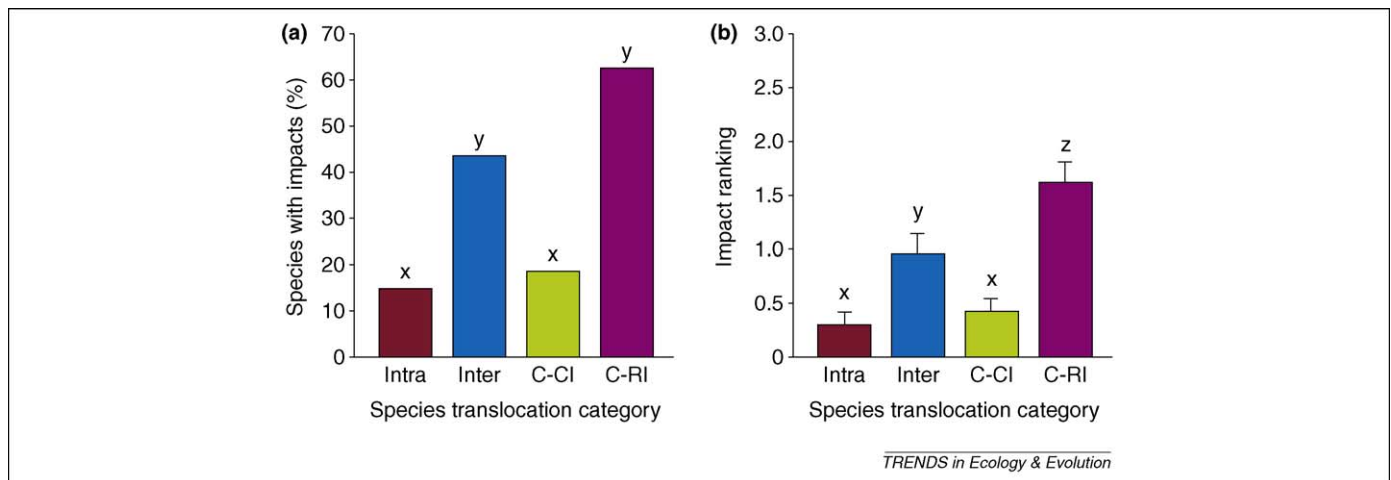 (a)
70
60
50
40
30
20
10
0
Species with impacts (%)
x
y
x
y
Intra Inter C-CI C-RI
Species translocation category
(b)
3.0
2.5
2.0
1.5
1.0
0.5
0
Impact ranking
x
y
x
z
Intra Inter C-CI C-RI
Species translocation category
TRENDS in Ecology & Evolution